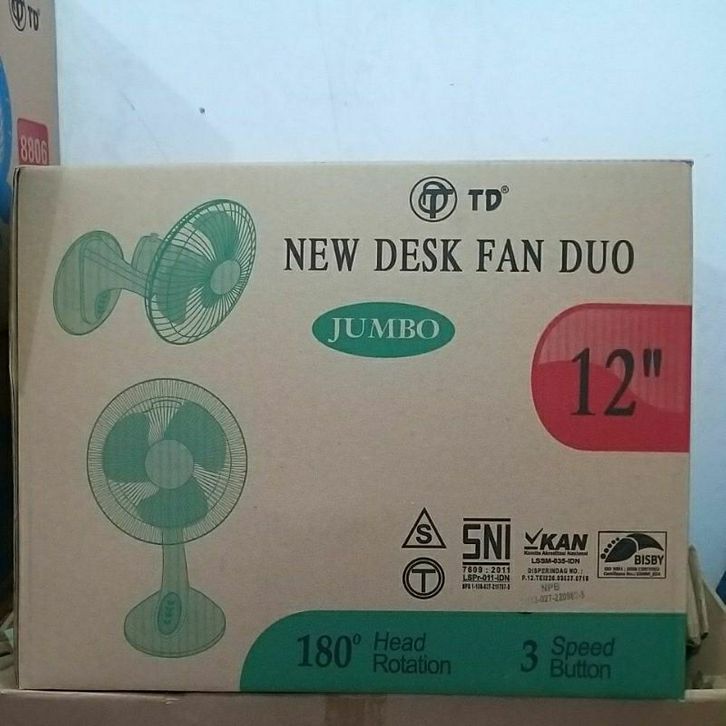 TD
8806
TD®
NEW DESK FAN DUO
JUMBO
12"
S
T
SNI
7609 : 2011
LSPr-011-IDN
KAN
Komite Akreditasi Nasional
LSSM-035-IDN
DISPERINDAG NO.:
NPB
BISBY
180° Head Rotation
3 Speed Button